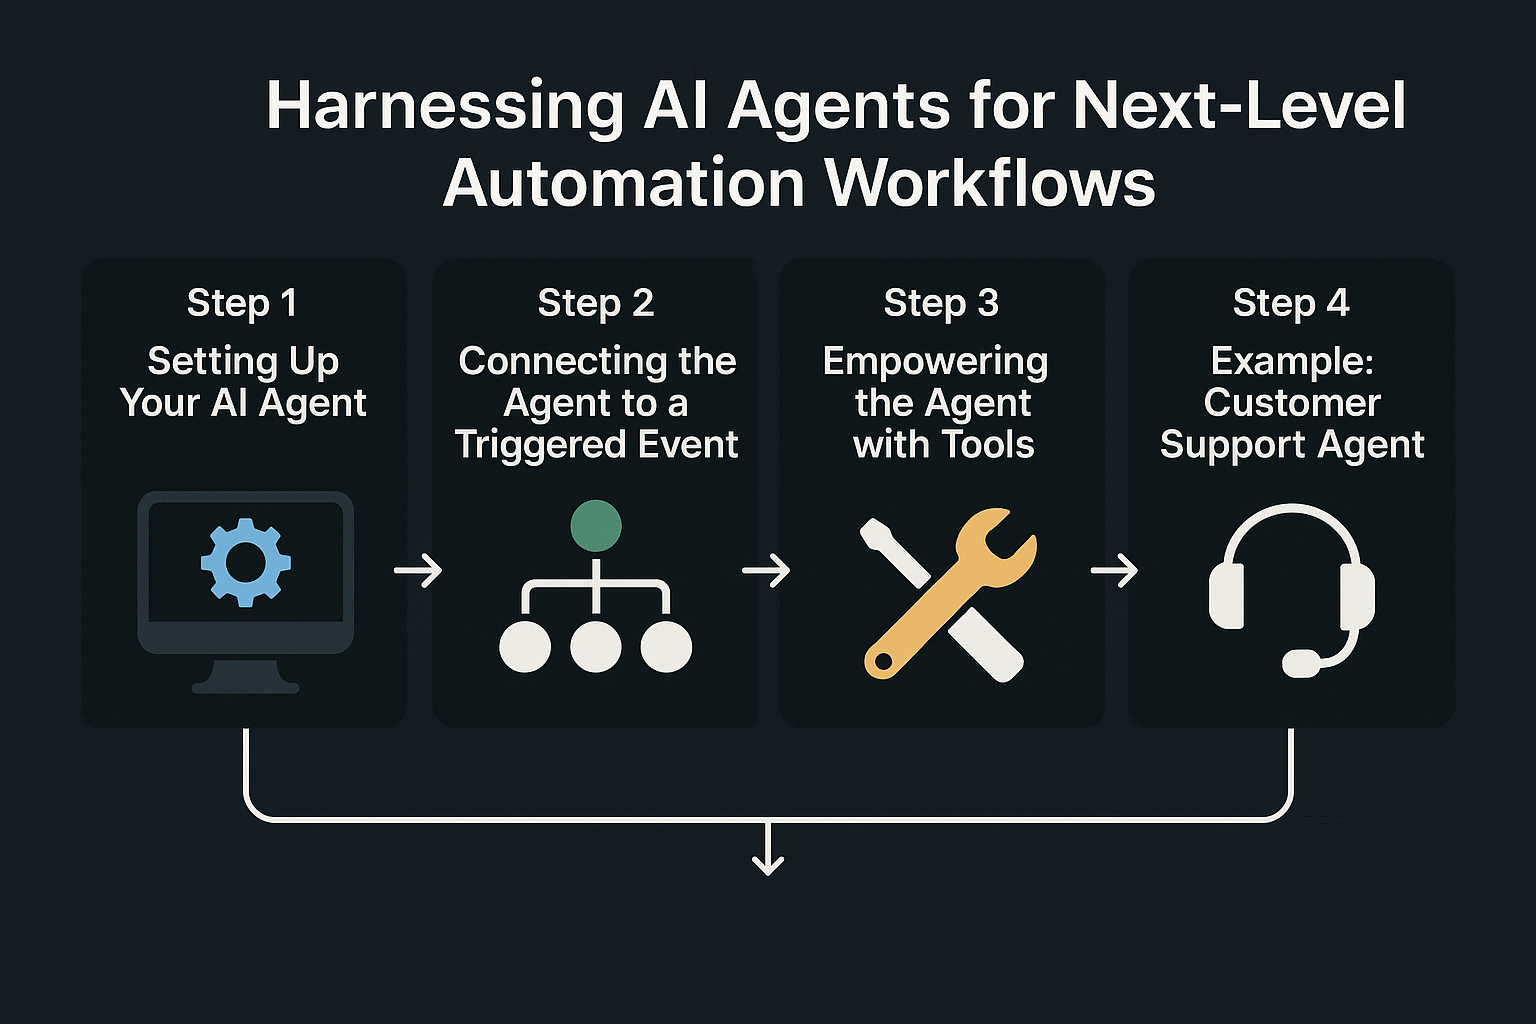 Harnessing AI Agents for Next-Level
Automation Workflows
Step 1
Setting Up
Your AI Agent
Step 2
Connecting the
Agent to a
Triggered Event
Step 3
Empowering
the Agent
with Tools
Step 4
Example:
Customer
Support Agent